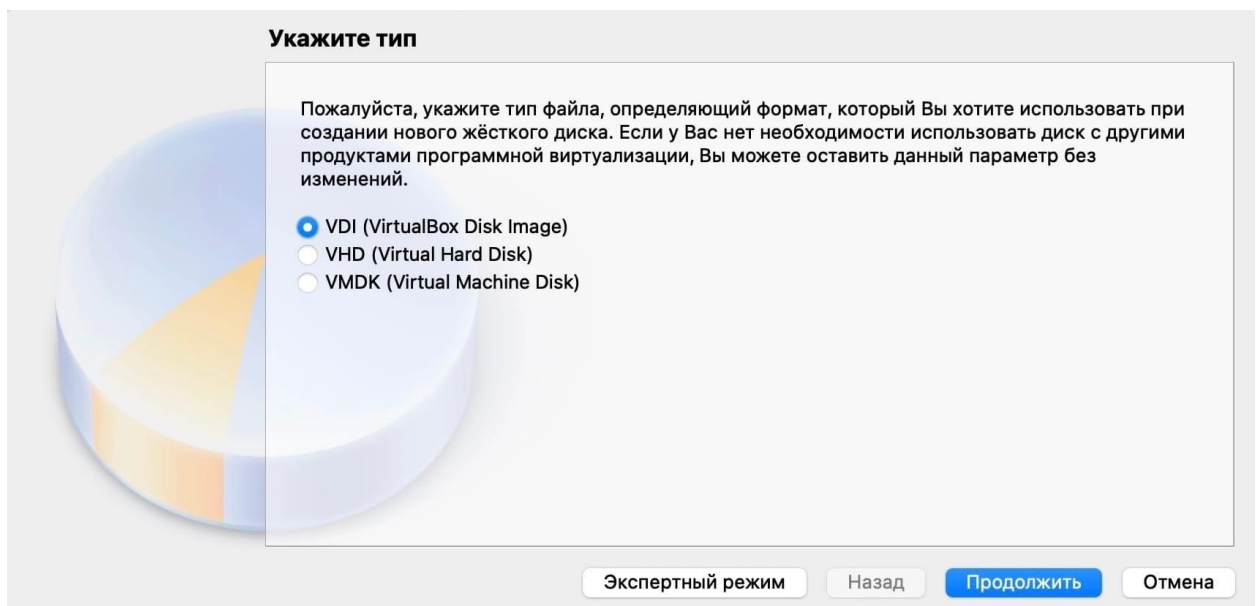 Укажите тип
Пожалуйста, укажите тип файла, определяющий формат, который Вы хотите использовать при
создании нового жёсткого диска. Если у Вас нет необходимости использовать диск с другими
продуктами программной виртуализации, Вы можете оставить данный параметр без
изменений.
VDI (VirtualBox Disk Image)
VHD (Virtual Hard Disk)
VMDK (Virtual Machine Disk)
Экспертный режим Назад Продолжить Отмена